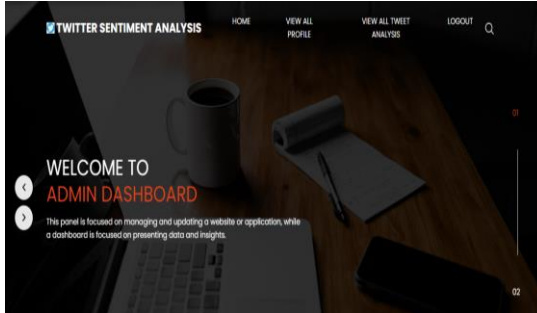 TWITTER SENTIMENT ANALYSIS
HOME
VIEW ALL
PROFILE
VIEW ALL TWEET
ANALYSIS
LOGOUT
01
WELCOME TO
ADMIN DASHBOARD
This panel is focused on managing and updating a website or application, while
a dashboard is focused on presenting data and insights.
02